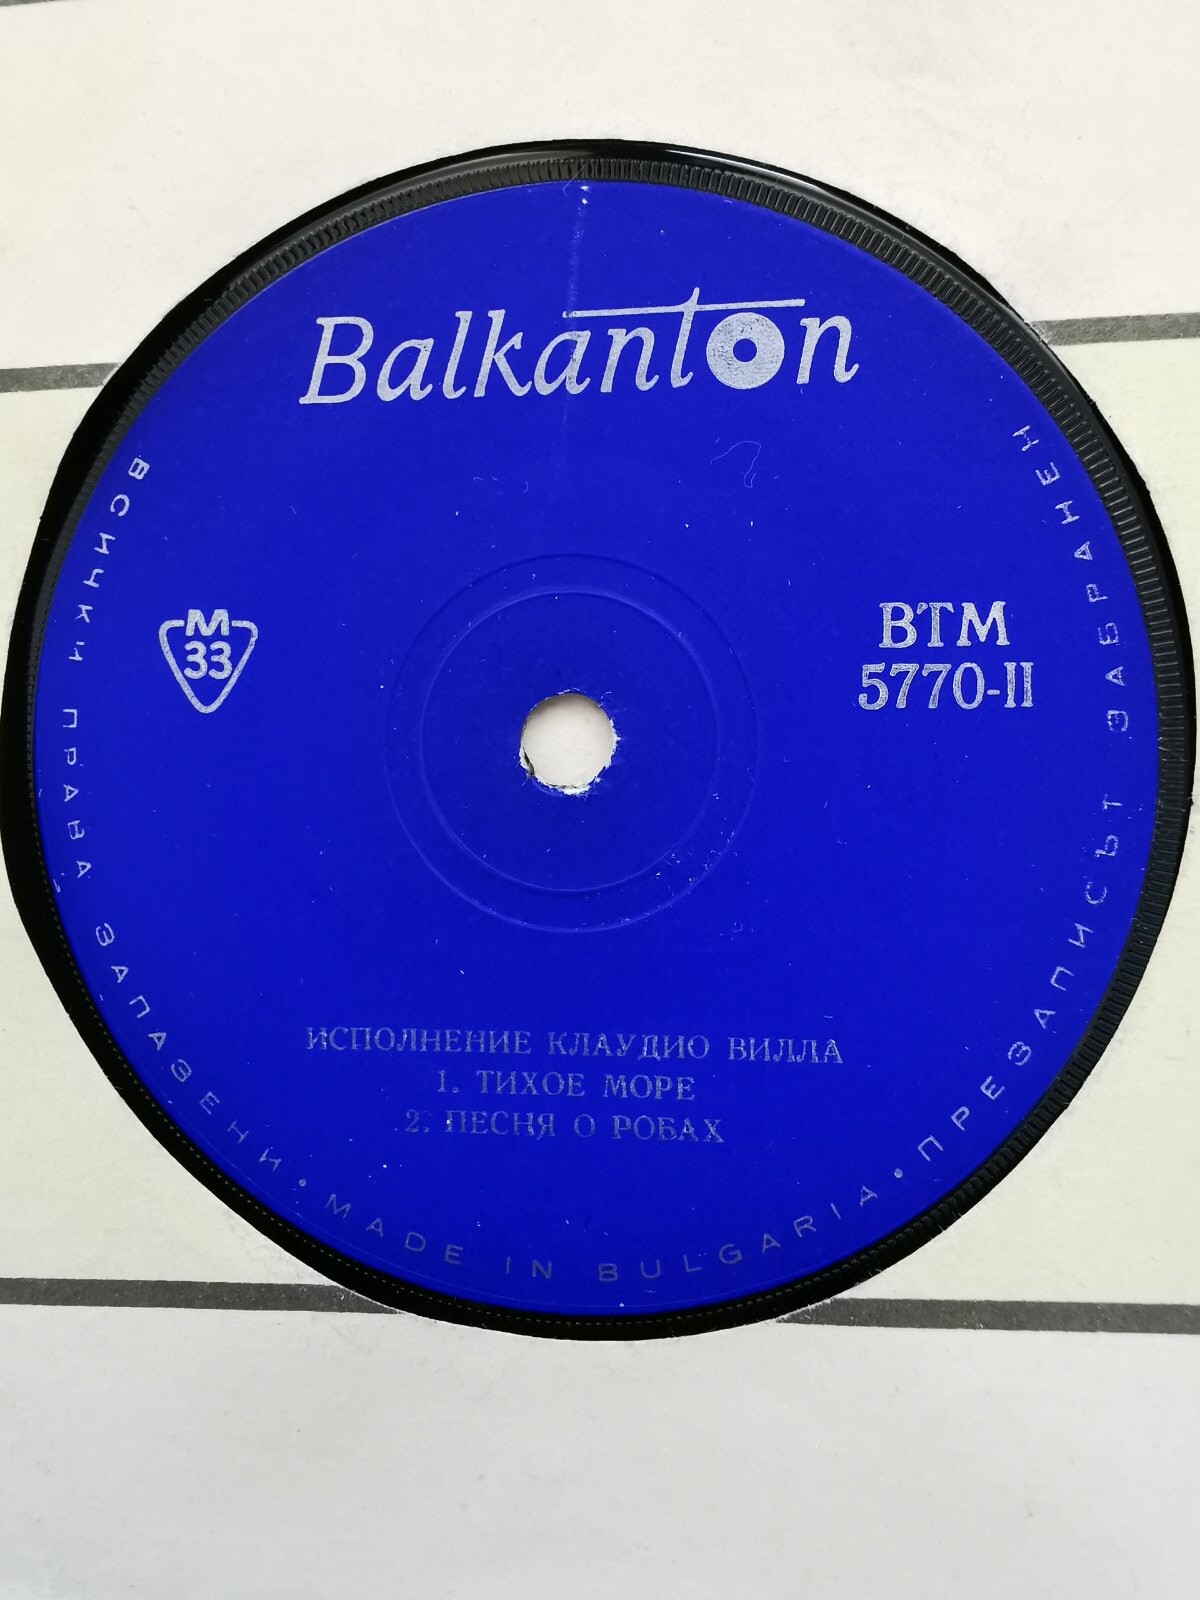 Balkanton
M
33
BTM
5770-II
ИСПОЛНЕНИЕ КЛАУДИО ВИЛЛА
1. ТИХОЕ МОРЕ
2. ПЕСНЯ О РОБАХ
ВСИЧКИ ПРАВА ЗАПАЗЕНИ • MADE IN BULGARIA • ПРЕЗАПИСЪТ ЗАБРАНЕН